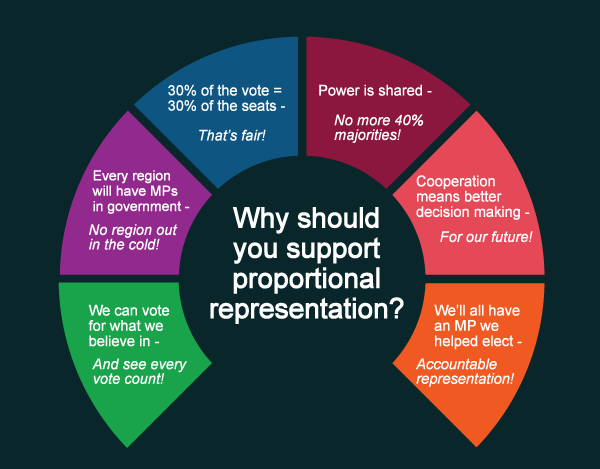 Why should
you support
proportional
representation?
We can vote
for what we
believe in -
And see every
vote count!
Every region
will have MPs
in government -
No region out
in the cold!
30% of the vote =
30% of the seats -
That's fair!
Power is shared -
No more 40%
majorities!
Cooperation
means better
decision making -
For our future!
We'll all have
an MP we
helped elect -
Accountable
representation!